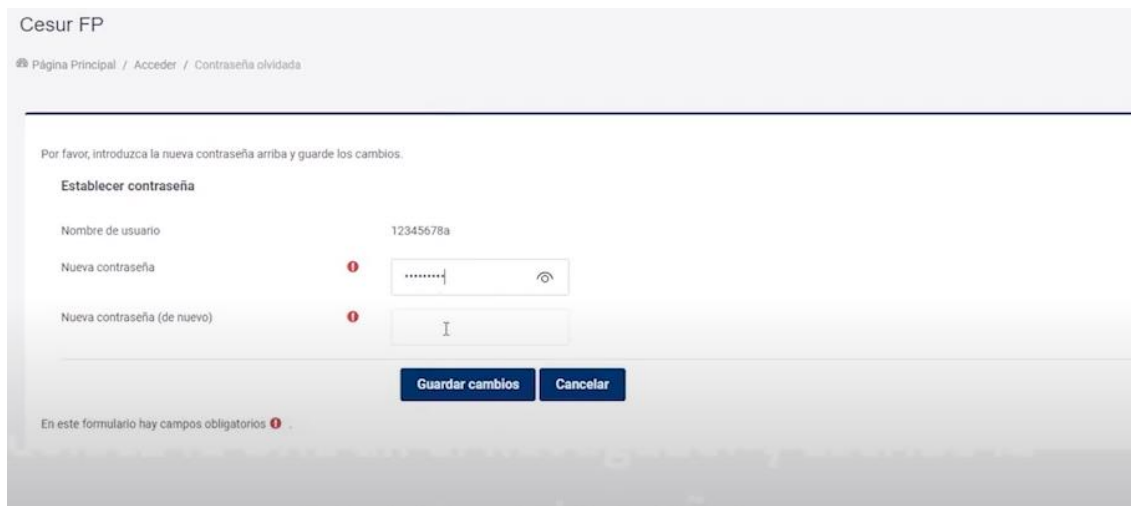 Cesur FP
Página Principal / Acceder / Contraseña olvidada
Por favor, introduzca la nueva contraseña arriba y guarde los cambios.
Establecer contraseña
Nombre de usuario 12345678a
Nueva contraseña
Nueva contraseña (de nuevo)
Guardar cambios Cancelar
En este formulario hay campos obligatorios .